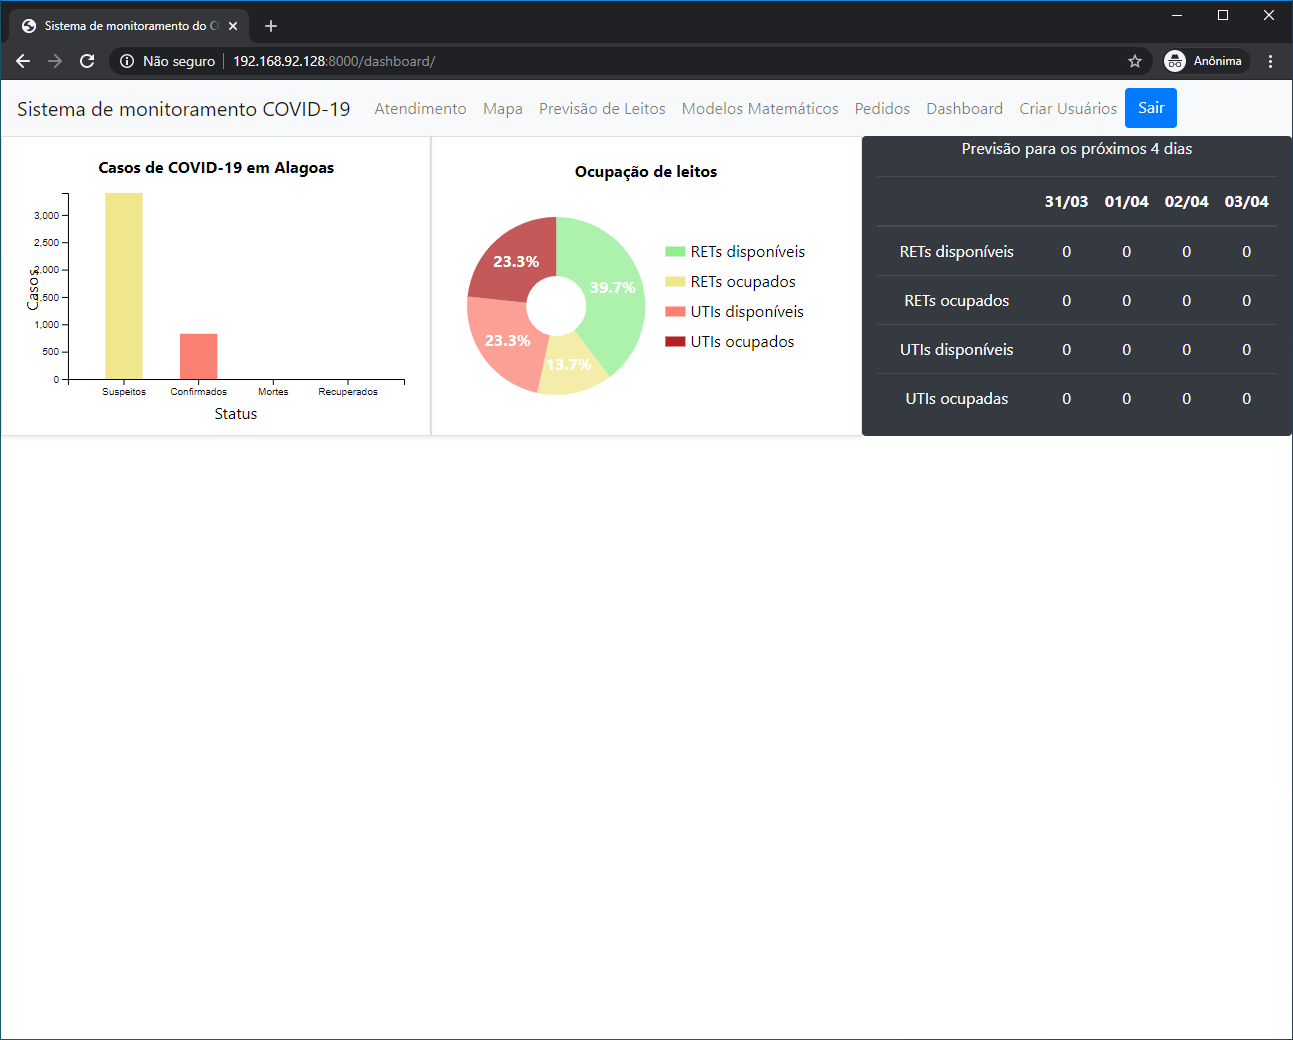 Sistema de monitoramento do C
Não seguro
192.168.92.128:8000/dashboard/
Anônima
Sistema de monitoramento COVID-19 Atendimento Mapa Previsão de Leitos Modelos Matemáticos Pedidos Dashboard Criar Usuários Sair
Casos de COVID-19 em Alagoas
Casos
3,000
2,500
2,000
1,500
1,000
500
0
Suspeitos Confirmados Mortes Recuperados
Status
Ocupação de leitos
23.3%
39.7%
23.3%
13.7%
RETs disponíveis
RETs ocupados
UTIs disponíveis
UTIs ocupados
Previsão para os próximos 4 dias
31/03 01/04 02/04 03/04
RETs disponíveis 0 0 0 0
RETs ocupados 0 0 0 0
UTIs disponíveis 0 0 0 0
UTIs ocupadas 0 0 0 0